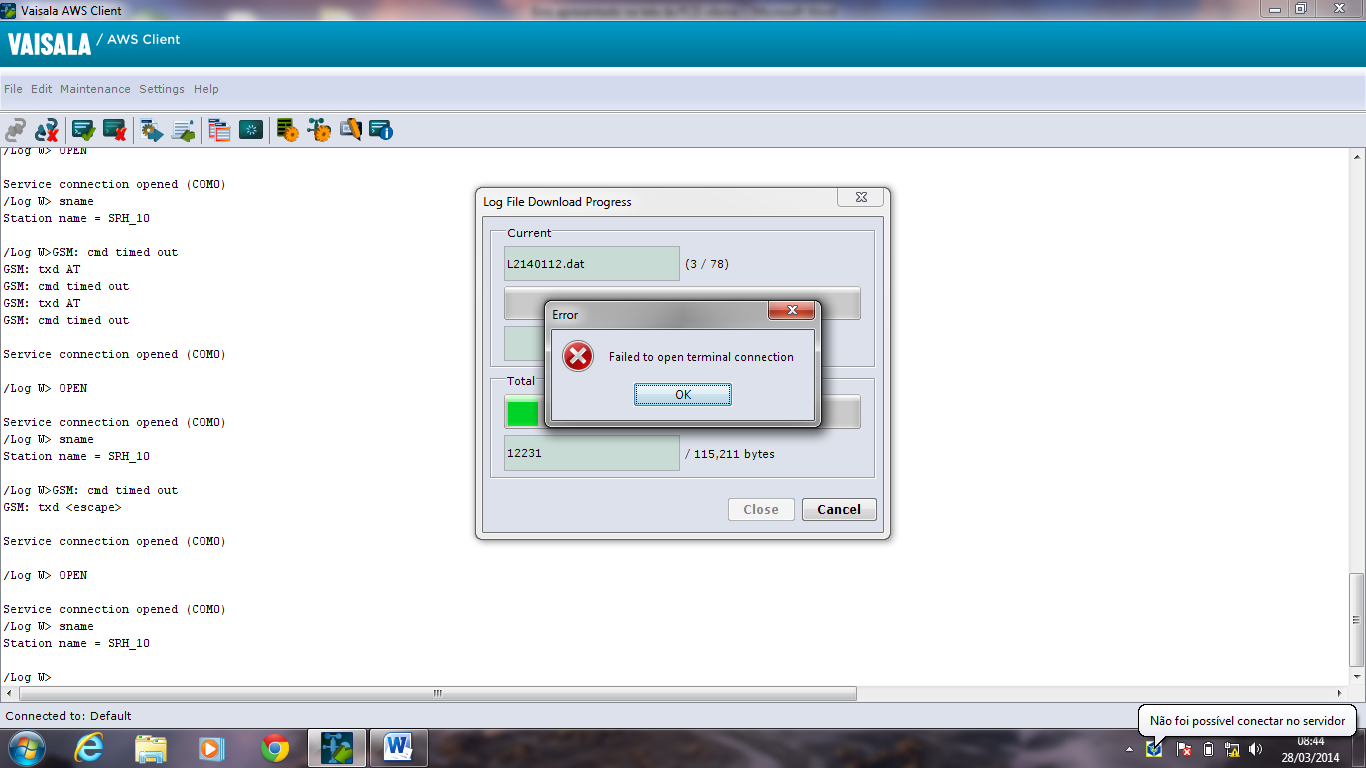 Vaisala AWS Client
VAISALA / AWS Client
File Edit Maintenance Settings Help
/Log W> OPEN
Service connection opened (COM0)
/Log W> sname
Station name = SRH_10
/Log W>GSM: cmd timed out
GSM: txd AT
GSM: cmd timed out
GSM: txd AT
GSM: cmd timed out
Service connection opened (COM0)
/Log W> OPEN
Service connection opened (COM0)
/Log W> sname
Station name = SRH_10
/Log W>GSM: cmd timed out
GSM: txd <escape>
Service connection opened (COM0)
/Log W> OPEN
Service connection opened (COM0)
/Log W> sname
Station name = SRH_10
/Log W>
Log File Download Progress
Current
L2140112.dat (3 / 78)
Error
Failed to open terminal connection
OK
Total
12231 / 115,211 bytes
Close Cancel
Connected to: Default
Não foi possível conectar no servidor
08:44
28/03/2014